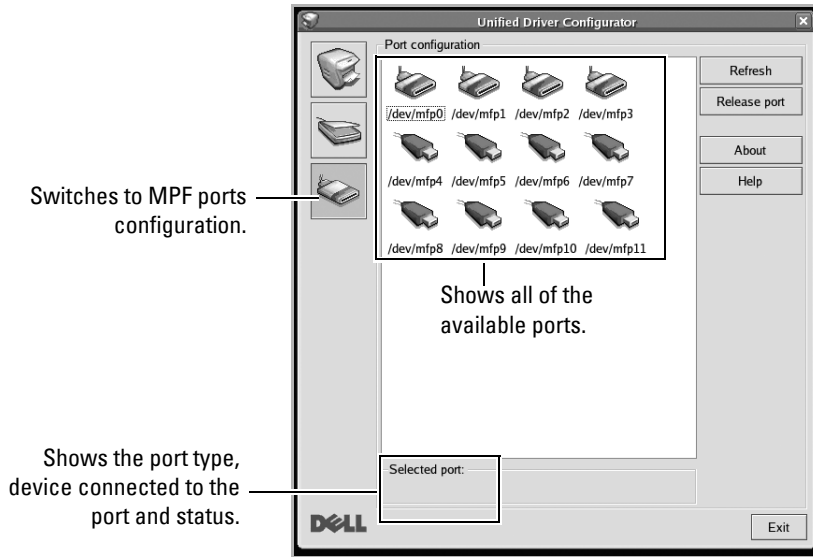 Unified Driver Configurator
Port configuration
Refresh
Release port
About
Help
/dev/mfp0 /dev/mfp1 /dev/mfp2 /dev/mfp3
/dev/mfp4 /dev/mfp5 /dev/mfp6 /dev/mfp7
/dev/mfp8 /dev/mfp9 /dev/mfp10 /dev/mfp11
Switches to MPF ports
configuration.
Shows all of the
available ports.
Shows the port type,
device connected to the
port and status.
Selected port:
DELL
Exit